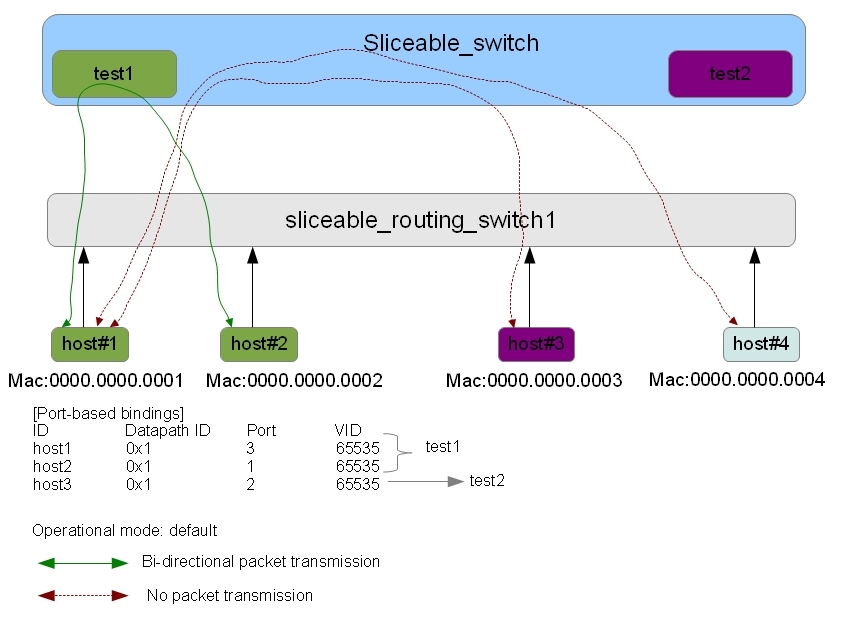 Sliceable_switch
test1
test2
sliceable_routing_switch1
host#1
host#2
host#3
host#4
Mac:0000.0000.0001
Mac:0000.0000.0002
Mac:0000.0000.0003
Mac:0000.0000.0004
[Port-based bindings]
ID Datapath ID Port VID
host1 0x1 3 65535
test1
host2 0x1 1 65535
host3 0x1 2 65535 test2
Operational mode: default
Bi-directional packet transmission
No packet transmission